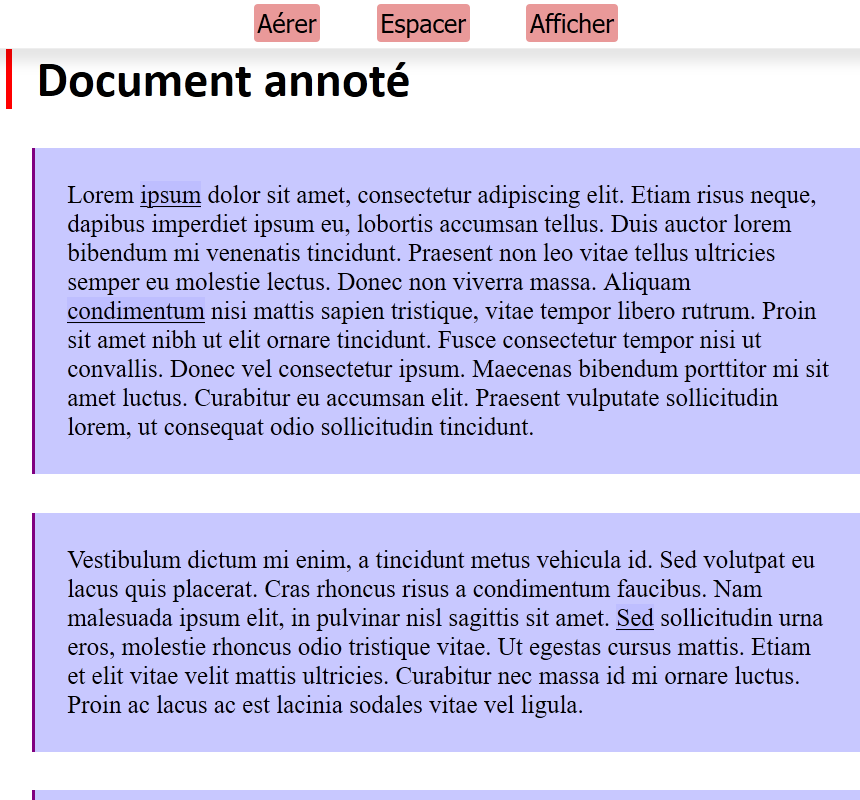 Aérer Espacer Afficher
Document annoté
Lorem ipsum dolor sit amet, consectetur adipiscing elit. Etiam risus neque,
dapibus imperdiet ipsum eu, lobortis accumsan tellus. Duis auctor lorem
bibendum mi venenatis tincidunt. Praesent non leo vitae tellus ultricies
semper eu molestie lectus. Donec non viverra massa. Aliquam
condimentum nisi mattis sapien tristique, vitae tempor libero rutrum. Proin
sit amet nibh ut elit ornare tincidunt. Fusce consectetur tempor nisi ut
convallis. Donec vel consectetur ipsum. Maecenas bibendum porttitor mi sit
amet luctus. Curabitur eu accumsan elit. Praesent vulputate sollicitudin
lorem, ut consequat odio sollicitudin tincidunt.
Vestibulum dictum mi enim, a tincidunt metus vehicula id. Sed volutpat eu
lacus quis placerat. Cras rhoncus risus a condimentum faucibus. Nam
malesuada ipsum elit, in pulvinar nisl sagittis sit amet. Sed sollicitudin urna
eros, molestie rhoncus odio tristique vitae. Ut egestas cursus mattis. Etiam
et elit vitae velit mattis ultricies. Curabitur nec massa id mi ornare luctus.
Proin ac lacus ac est lacinia sodales vitae vel ligula.